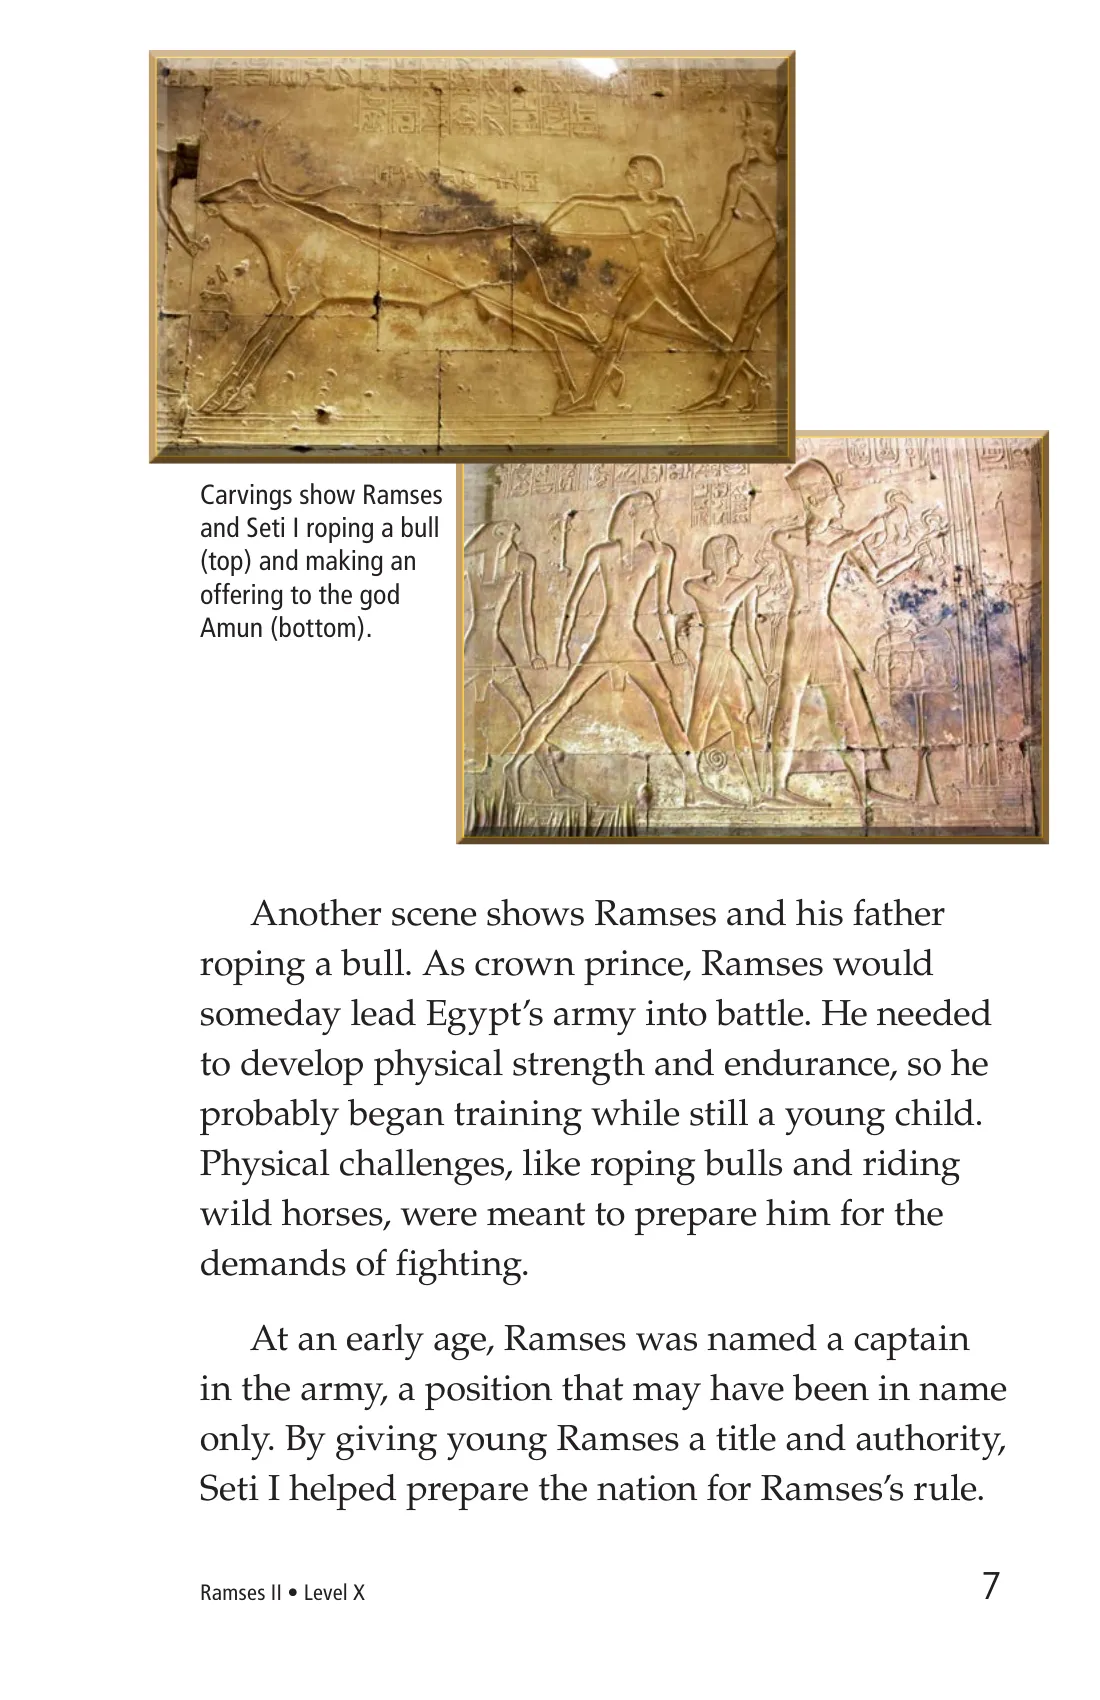 Carvings show Ramses
and Seti I roping a bull
(top) and making an
offering to the god
Amun (bottom).
Another scene shows Ramses and his father
roping a bull. As crown prince, Ramses would
someday lead Egypt’s army into battle. He needed
to develop physical strength and endurance, so he
probably began training while still a young child.
Physical challenges, like roping bulls and riding
wild horses, were meant to prepare him for the
demands of fighting.
At an early age, Ramses was named a captain
in the army, a position that may have been in name
only. By giving young Ramses a title and authority,
Seti I helped prepare the nation for Ramses’s rule.
Ramses II • Level X
7